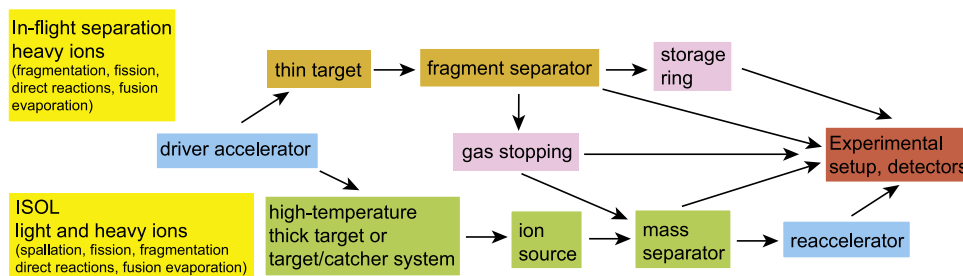 In-flight separation
heavy ions
(fragmentation, fission,
direct reactions, fusion
evaporation)
thin target
fragment separator
storage
ring
driver accelerator
gas stopping
Experimental
setup, detectors
ISOL
light and heavy ions
(spallation, fission, fragmentation
direct reactions, fusion evaporation)
high-temperature
thick target or
target/catcher system
ion
source
mass
separator
reaccelerator